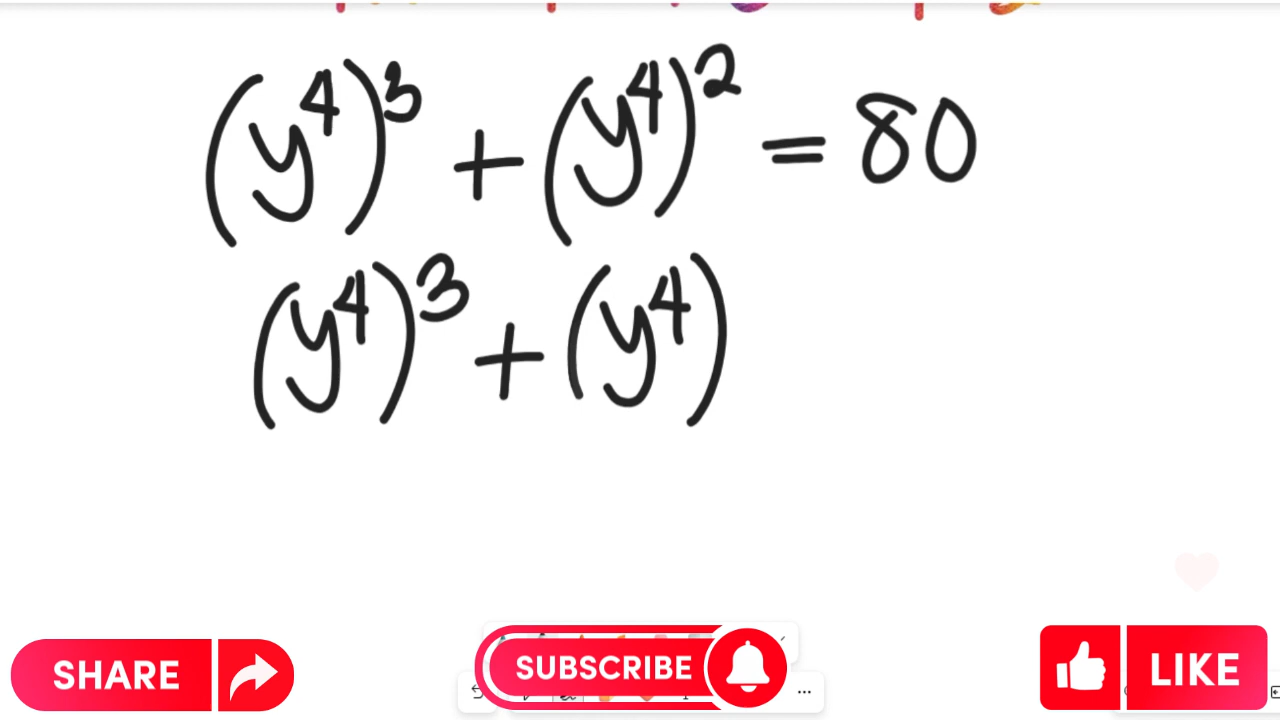 (y⁴)³ + (y⁴)² = 80
(y⁴)³ + (y⁴)
SHARE SUBSCRIBE LIKE